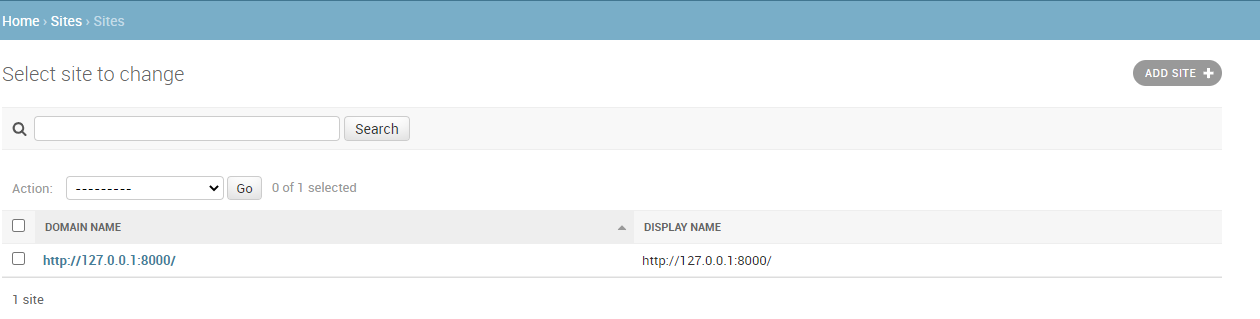 Home › Sites › Sites
Select site to change
ADD SITE +
Search
Action: --------- Go 0 of 1 selected
DOMAIN NAME DISPLAY NAME
http://127.0.0.1:8000/ http://127.0.0.1:8000/
1 site